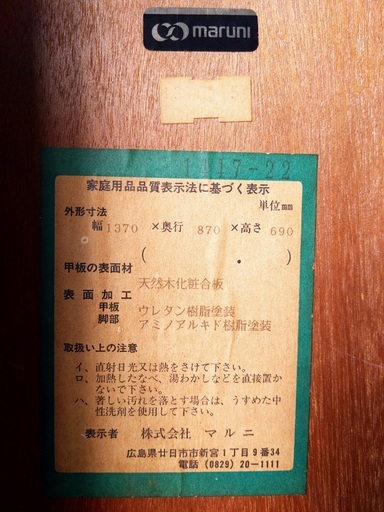 maruni
1417-22
家庭用品品質表示法に基づく表示
外形寸法
単位mm
幅1370×奥行 870×高さ 690
( . )
甲板の表面材
天然木化粧合板
表面加工
甲板 ウレタン樹脂塗装
脚部 アミノアルキド樹脂塗装
取扱い上の注意
イ、直射日光又は熱をさけて下さい。
ロ、加熱したなべ、湯わかしなどを直接置かないで下さい。
ハ、著しい汚れを落とす場合は、うすめた中性洗剤を使用して下さい。
表示者 株式会社 マルニ
広島県廿日市市新宮1丁目9番34
電話 (0829) 20-1111